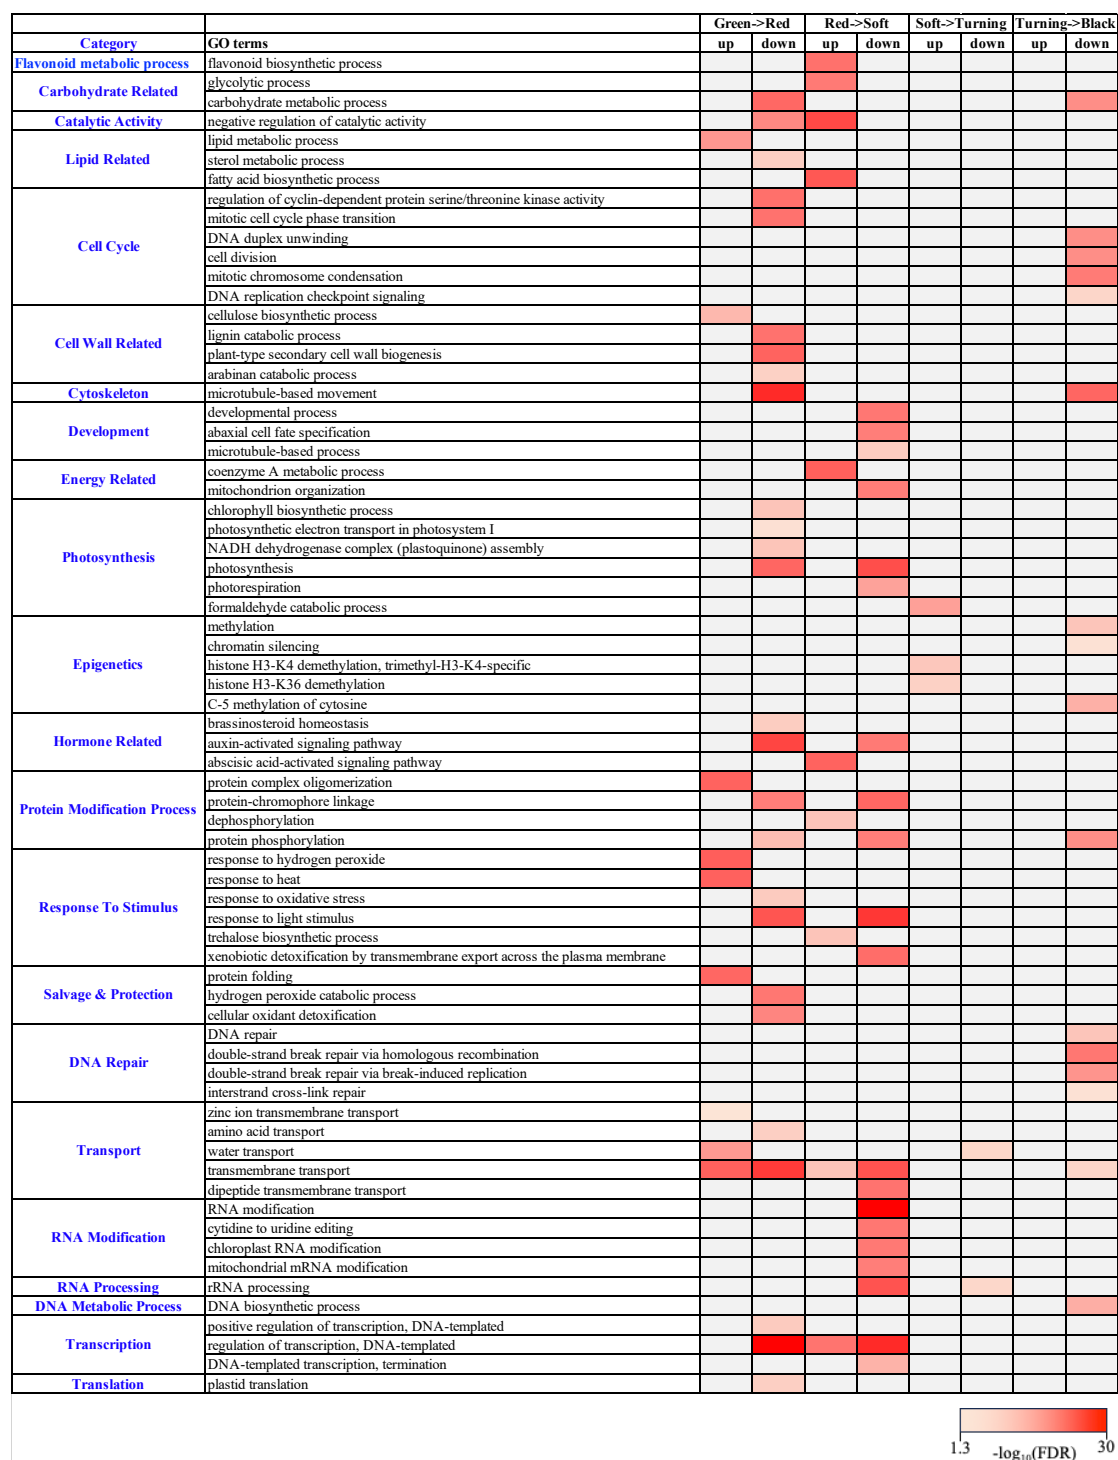 Green->Red Red->Soft Soft->Turning Turning->Black
Category GO terms up down up down up down up down
Flavonoid metabolic process flavonoid biosynthetic process
glycolytic process
Carbohydrate Related
carbohydrate metabolic process
Catalytic Activity negative regulation of catalytic activity
lipid metabolic process
Lipid Related sterol metabolic process
fatty acid biosynthetic process
regulation of cyclin-dependent protein serine/threonine kinase activity
mitotic cell cycle phase transition
DNA duplex unwinding
Cell Cycle
cell division
mitotic chromosome condensation
DNA replication checkpoint signaling
cellulose biosynthetic process
lignin catabolic process
Cell Wall Related
plant-type secondary cell wall biogenesis
arabinan catabolic process
Cytoskeleton microtubule-based movement
developmental process
Development abaxial cell fate specification
microtubule-based process
coenzyme A metabolic process
Energy Related
mitochondrion organization
chlorophyll biosynthetic process
photosynthetic electron transport in photosystem I
NADH dehydrogenase complex (plastoquinone) assembly
Photosynthesis
photosynthesis
photorespiration
formaldehyde catabolic process
methylation
chromatin silencing
Epigenetics histone H3-K4 demethylation, trimethyl-H3-K4-specific
histone H3-K36 demethylation
C-5 methylation of cytosine
brassinosteroid homeostasis
Hormone Related auxin-activated signaling pathway
abscisic acid-activated signaling pathway
protein complex oligomerization
protein-chromophore linkage
Protein Modification Process
dephosphorylation
protein phosphorylation
response to hydrogen peroxide
response to heat
response to oxidative stress
Response To Stimulus
response to light stimulus
trehalose biosynthetic process
xenobiotic detoxification by transmembrane export across the plasma membrane
protein folding
Salvage & Protection hydrogen peroxide catabolic process
cellular oxidant detoxification
DNA repair
double-strand break repair via homologous recombination
DNA Repair
double-strand break repair via break-induced replication
interstrand cross-link repair
zinc ion transmembrane transport
amino acid transport
Transport water transport
transmembrane transport
dipeptide transmembrane transport
RNA modification
cytidine to uridine editing
RNA Modification
chloroplast RNA modification
mitochondrial mRNA modification
RNA Processing rRNA processing
DNA Metabolic Process DNA biosynthetic process
positive regulation of transcription, DNA-templated
Transcription regulation of transcription, DNA-templated
DNA-templated transcription, termination
Translation plastid translation
1.3 -log₁₀(FDR) 30